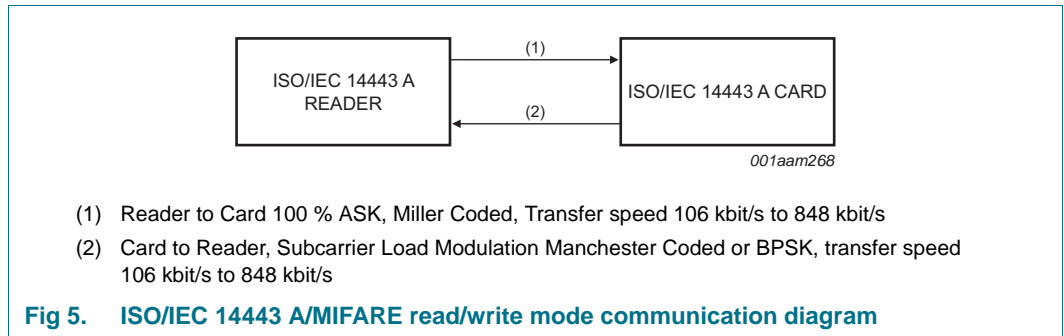 (1)
ISO/IEC 14443 A
READER
ISO/IEC 14443 A CARD
(2)
001aam268
(1) Reader to Card 100 % ASK, Miller Coded, Transfer speed 106 kbit/s to 848 kbit/s
(2) Card to Reader, Subcarrier Load Modulation Manchester Coded or BPSK, transfer speed
106 kbit/s to 848 kbit/s
Fig 5. ISO/IEC 14443 A/MIFARE read/write mode communication diagram